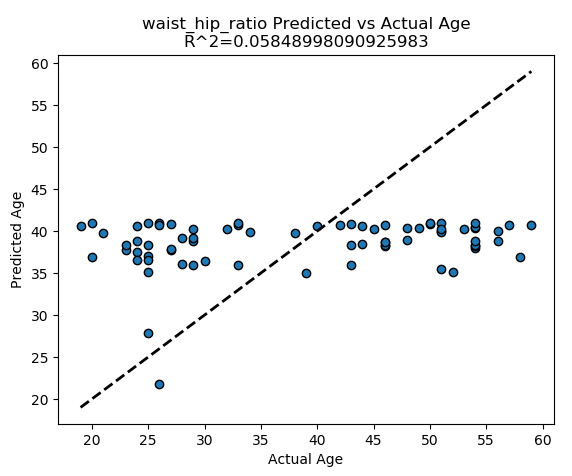 waist_hip_ratio Predicted vs Actual Age
R^2=0.05848998090925983
60
55
50
45
40
35
30
25
20
Predicted Age
20 25 30 35 40 45 50 55 60
Actual Age